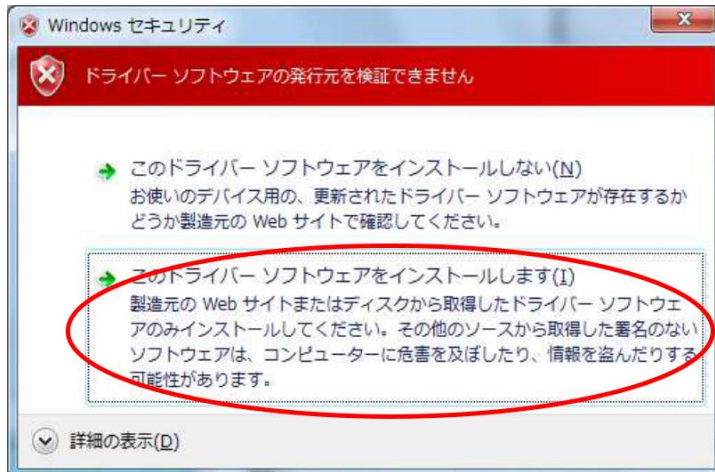 Windows セキュリティ
ドライバー ソフトウェアの発行元を検証できません
このドライバー ソフトウェアをインストールしない(N)
お使いのデバイス用の、更新されたドライバー ソフトウェアが存在するか
どうか製造元の Web サイトで確認してください。
このドライバー ソフトウェアをインストールします(I)
製造元の Web サイトまたはディスクから取得したドライバー ソフトウェ
アのみインストールしてください。その他のソースから取得した署名のない
ソフトウェアは、コンピューターに危害を及ぼしたり、情報を盗んだりする
可能性があります。
詳細の表示(D)